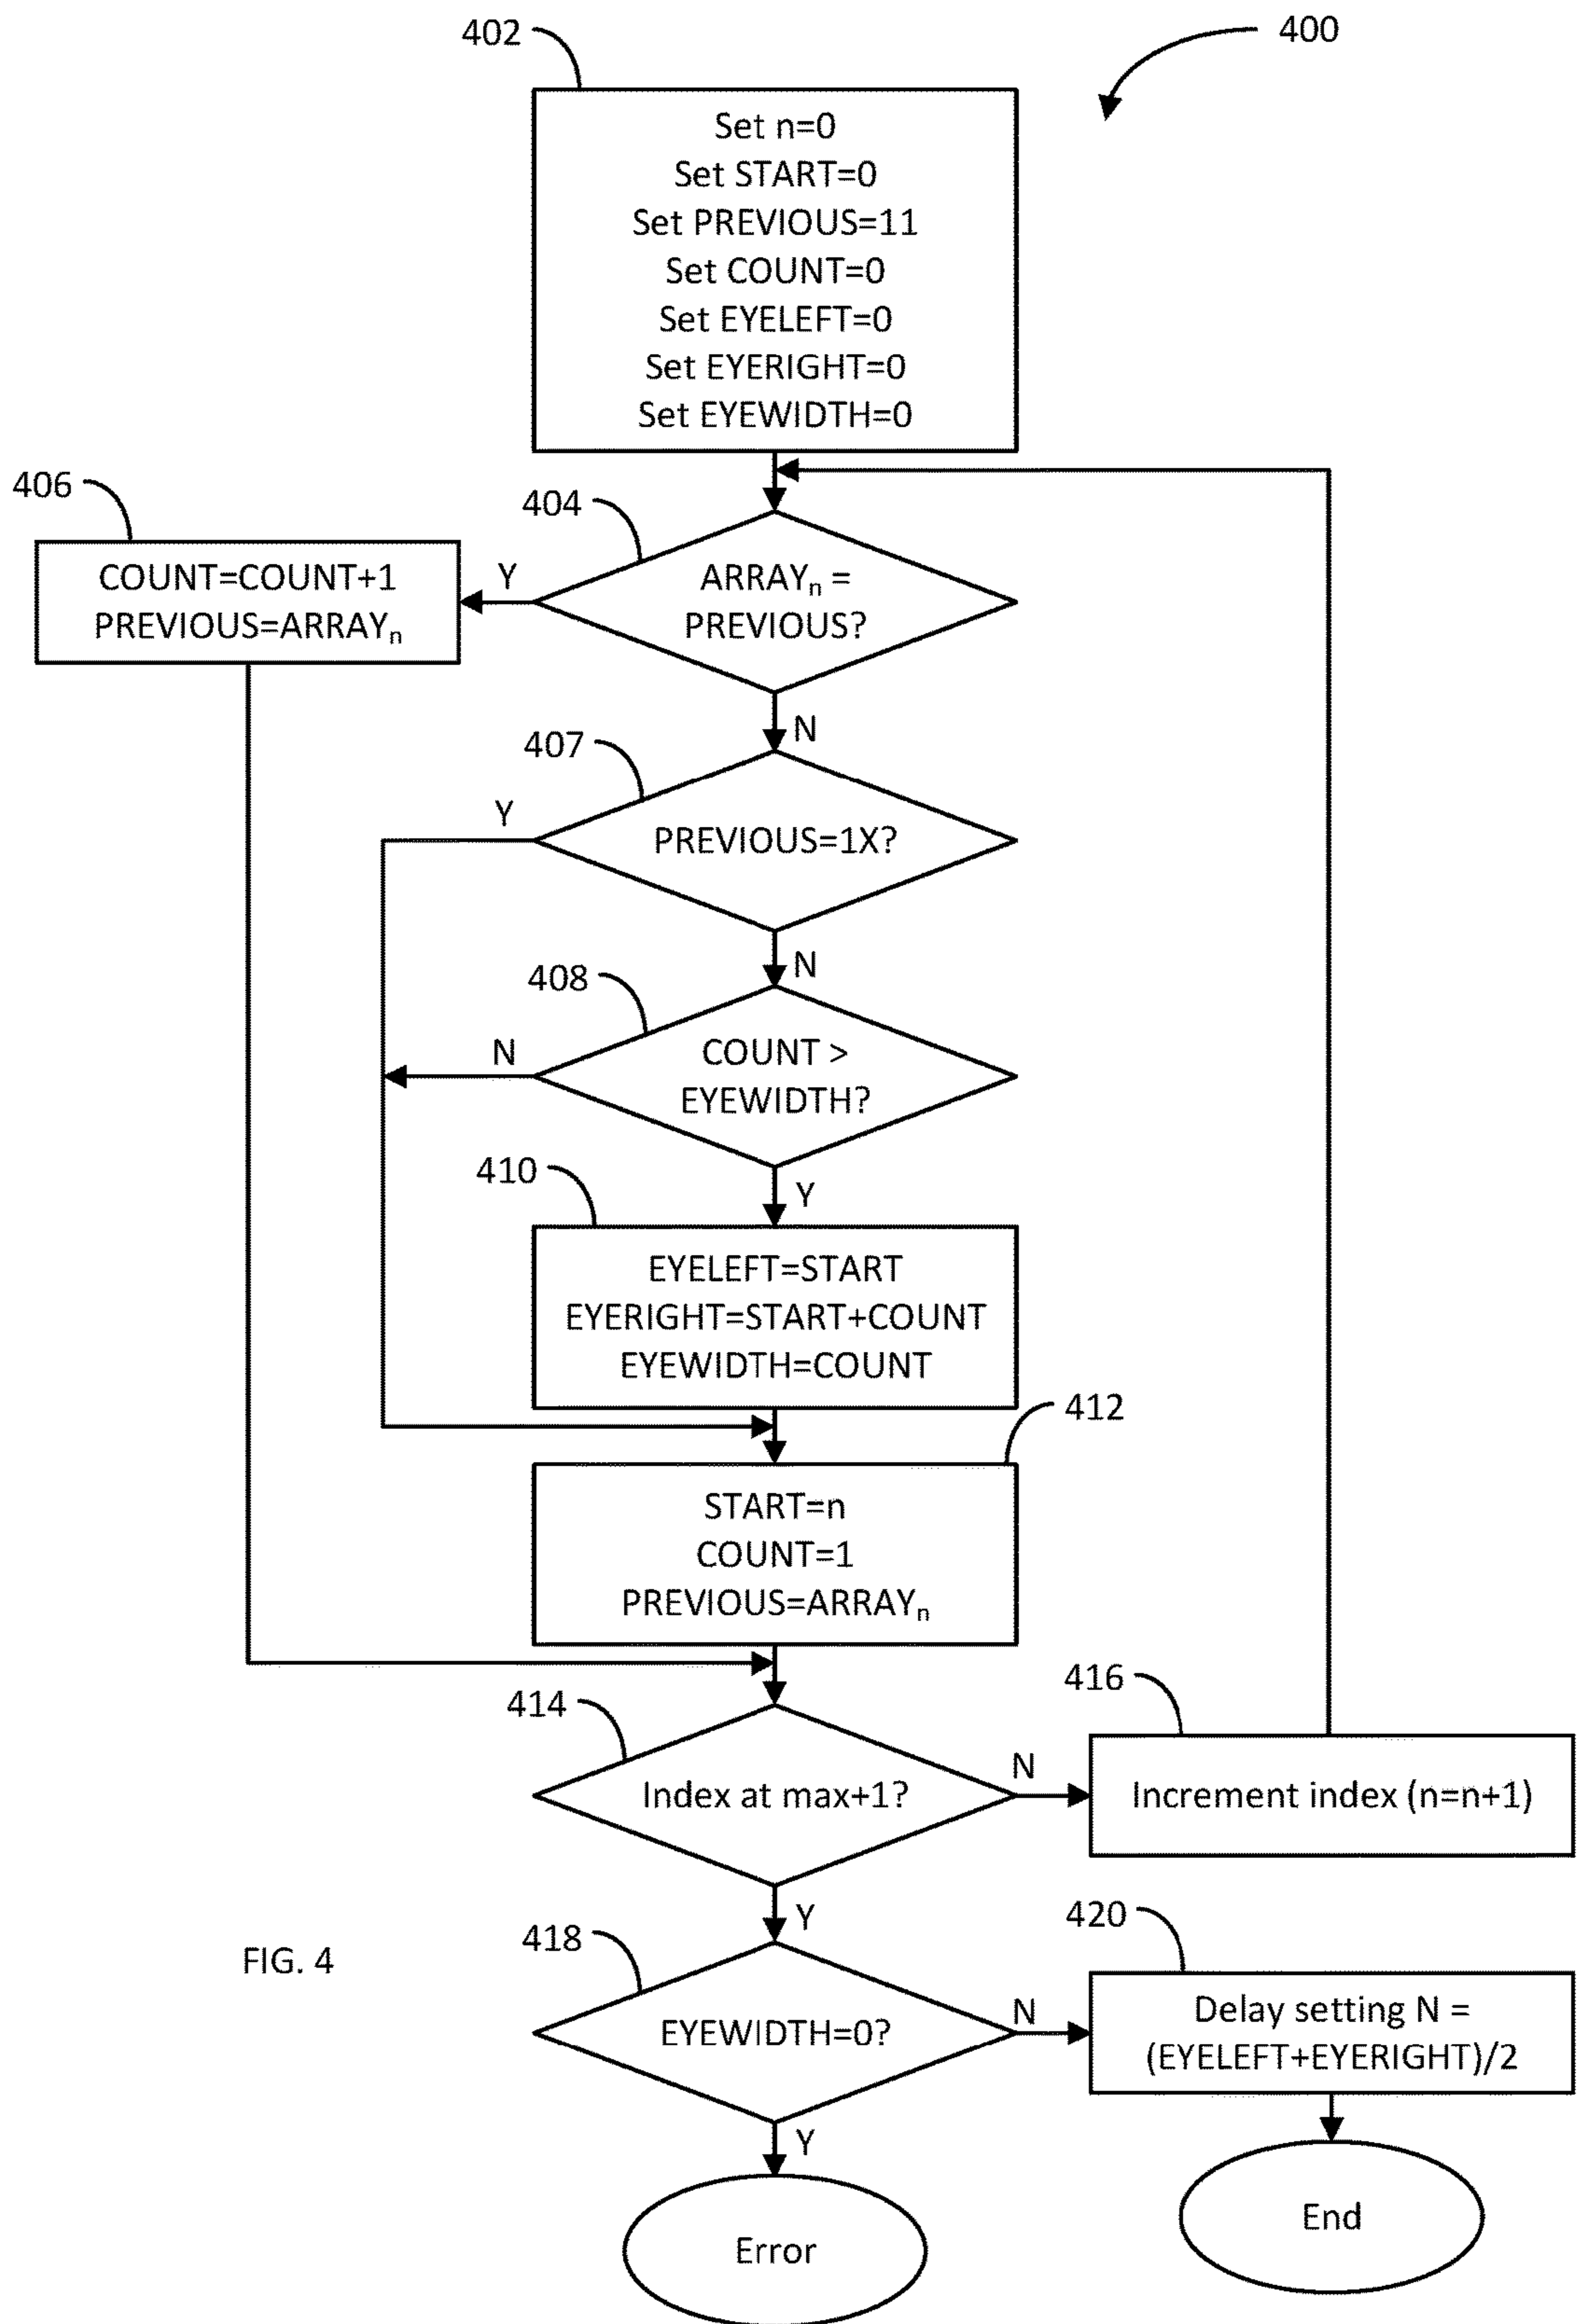 402
400
Set n=0
Set START=0
Set PREVIOUS=11
Set COUNT=0
Set EYELEFT=0
Set EYERIGHT=0
Set EYEWIDTH=0
406
404
COUNT=COUNT+1
PREVIOUS=ARRAYn
Y
ARRAYn =
PREVIOUS?
N
407
Y
PREVIOUS=1X?
N
408
N
COUNT >
EYEWIDTH?
410
Y
EYELEFT=START
EYERIGHT=START+COUNT
EYEWIDTH=COUNT
412
START=n
COUNT=1
PREVIOUS=ARRAYn
414
416
Index at max+1?
N
Increment index (n=n+1)
Y
418
420
FIG. 4
EYEWIDTH=0?
N
Delay setting N =
(EYELEFT+EYERIGHT)/2
Y
Error
End